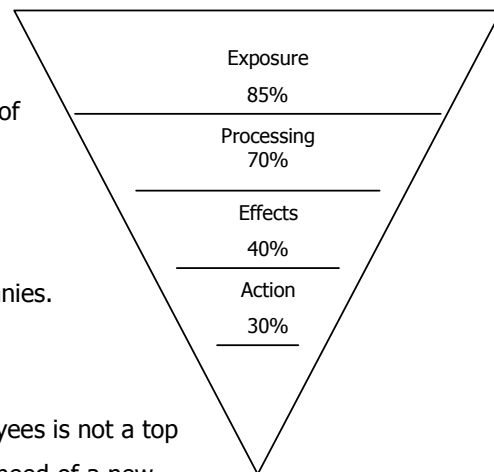 Exposure
85%
of
Processing
70%
Effects
40%
nies.
Action
30%
yees is not a top
need of a new